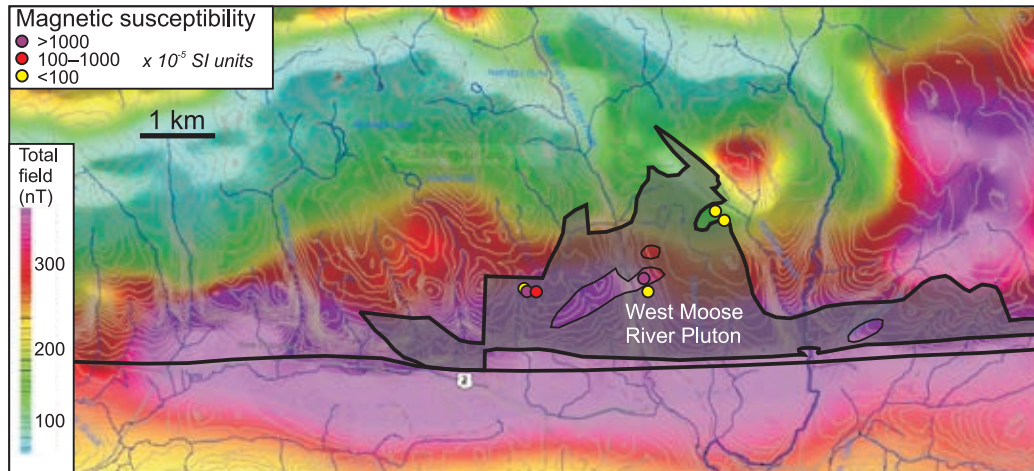 Magnetic susceptibility
>1000
100–1000 x 10⁻⁵ SI units
<100
1 km
Total
field
(nT)
300
200
100
West Moose
River Pluton
2